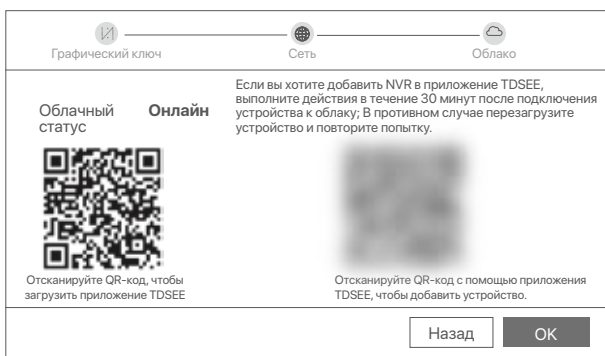 Графический ключ
Сеть
Облако
Облачный статус
Онлайн
Если вы хотите добавить NVR в приложение TDSEE,
выполните действия в течение 30 минут после подключения
устройства к облаку; В противном случае перезагрузите
устройство и повторите попытку.
Отсканируйте QR-код, чтобы
загрузить приложение TDSEE
Отсканируйте QR-код с помощью приложения
TDSEE, чтобы добавить устройство.
Назад
OK